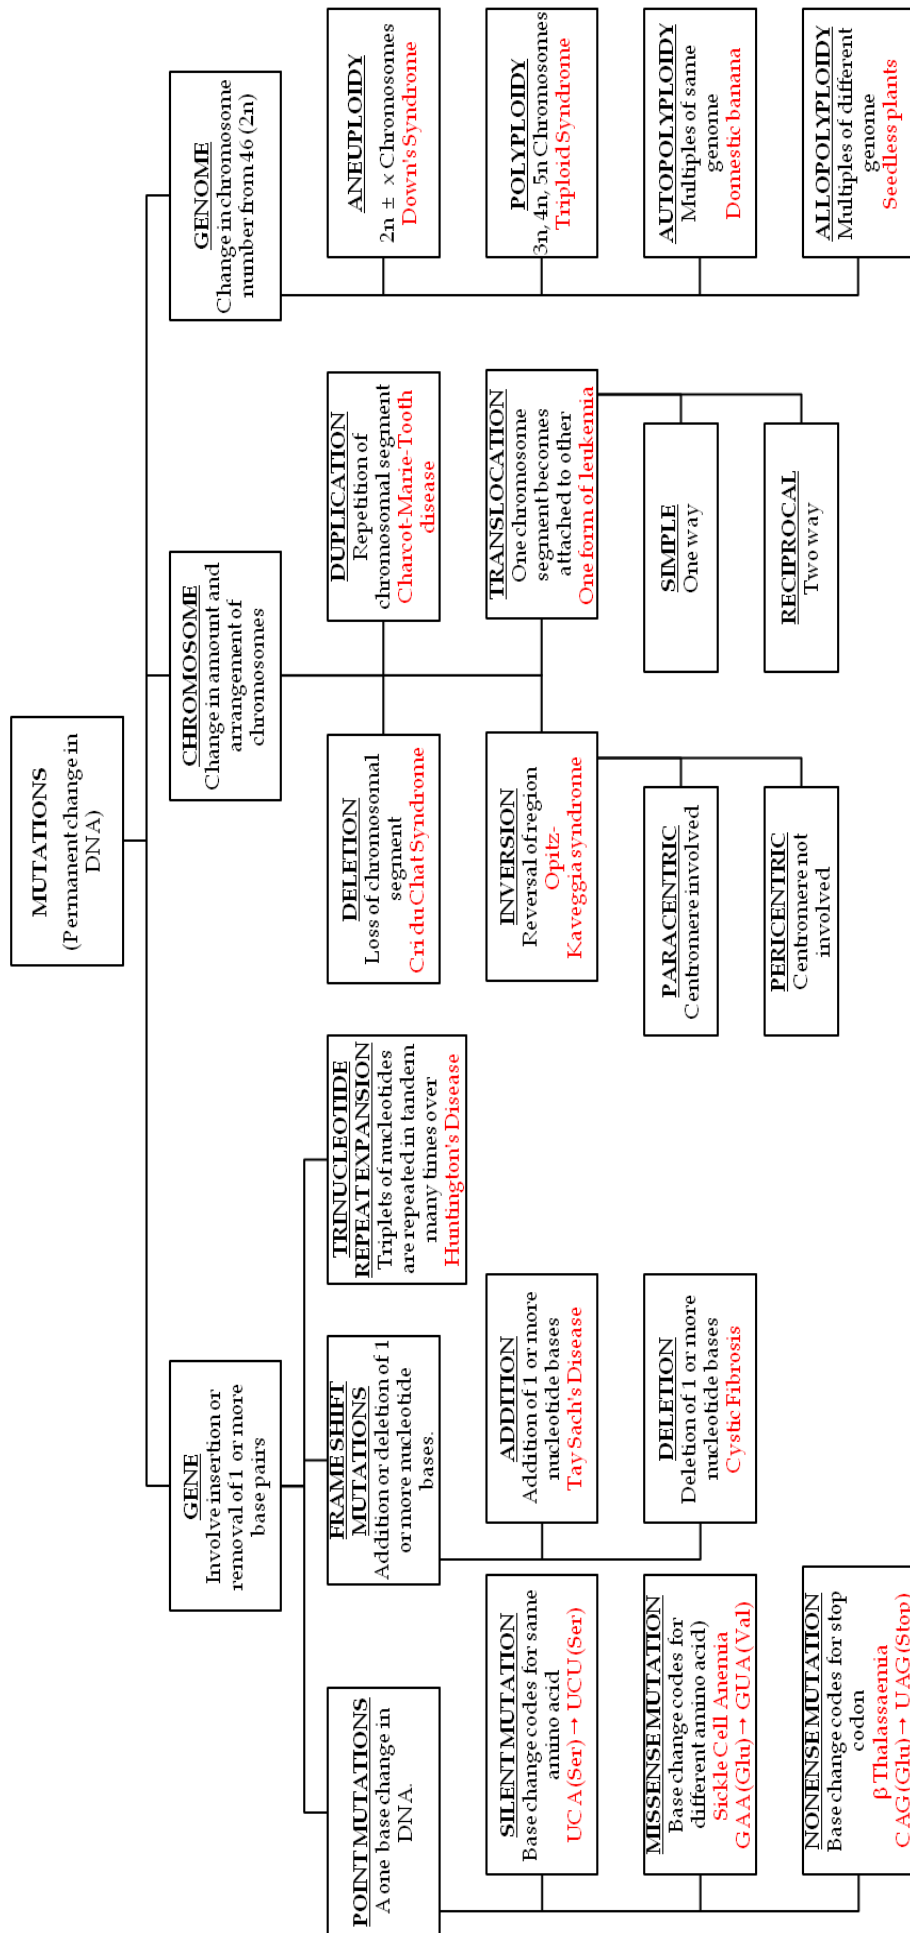 MUTATIONS
(Permanent change in
DNA)
GENE
Involve insertion or
removal of 1 or more
base pairs
CHROMOSOME
Change in amount and
arrangement of
chromosomes
GENOME
Change in chromosome
number from 46 (2n)
POINT MUTATIONS
A one base change in
DNA.
FRAME SHIFT
MUTATIONS
Addition or deletion of 1
or more nucleotide
bases.
TRINUCLEOTIDE
REPEAT EXPANSION
Triplets of nucleotides
are repeated in tandem
many times over
Huntington's Disease
DELETION
Loss of chromosomal
segment
Cri du Chat Syndrome
DUPLICATION
Repetition of
chromosomal segment
Charcot-Marie-Tooth
disease
ANEUPLOIDY
2n ± x Chromosomes
Down's Syndrome
SILENT MUTATION
Base change codes for same
amino acid
UCA (Ser) → UCU (Ser)
ADDITION
Addition of 1 or more
nucleotide bases
Tay Sach's Disease
INVERSION
Reversal of region
Opitz-
Kaveggia syndrome
TRANSLOCATION
One chromosome
segment becomes
attached to other
One form of leukemia
POLYPLOIDY
3n, 4n, 5n Chromosomes
Triploid Syndrome
MISSENSE MUTATION
Base change codes for
different amino acid)
Sickle Cell Anemia
GAA (Glu) → GUA (Val)
DELETION
Deletion of 1 or more
nucleotide bases
Cystic Fibrosis
PARACENTRIC
Centromere involved
SIMPLE
One way
AUTOPOLYPLOIDY
Multiples of same
genome
Domestic banana
PERICENTRIC
Centromere not
involved
RECIPROCAL
Two way
NONENSE MUTATION
Base change codes for stop
codon
β Thalassaemia
CAG (Glu) → UAG (Stop)
ALLOPOLYPLOIDY
Multiples of different
genome
Seedless plants